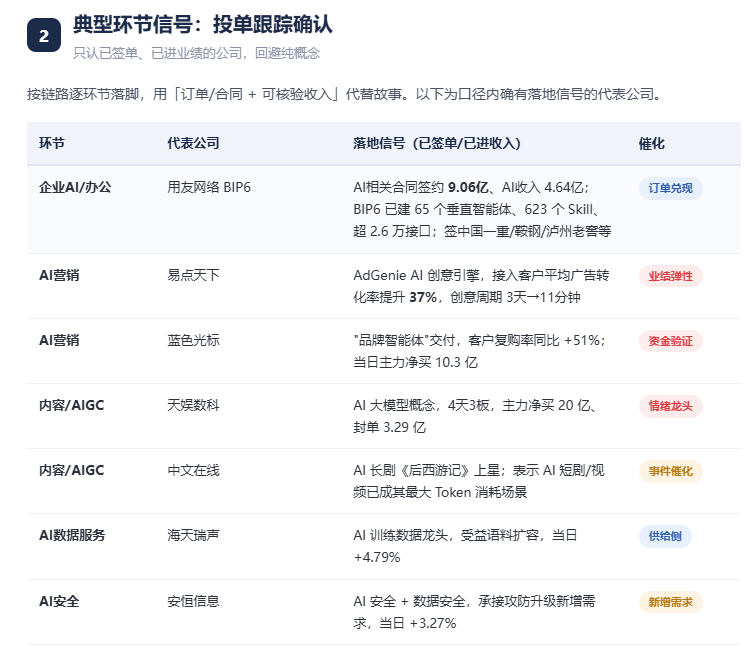 2
典型环节信号：投单跟踪确认
只认已签单、已进业绩的公司，回避纯概念
按链路逐环节落脚，用「订单/合同 + 可核验收入」代替故事。以下为口径内确有落地信号的代表公司。
环节 代表公司 落地信号（已签单/已进收入） 催化
企业AI/办公 用友网络 BIP6 AI相关合同签约 9.06亿、AI收入 4.64亿； 订单兑现
BIP6 已建 65 个垂直智能体、623 个 Skill、
超 2.6 万接口；签中国一重/鞍钢/泸州老窖等
AI营销 易点天下 AdGenie AI 创意引擎，接入客户平均广告转 业绩弹性
化率提升 37%，创意周期 3天→11分钟
AI营销 蓝色光标 "品牌智能体"交付，客户复购率同比 +51%； 资金验证
当日主力净买 10.3 亿
内容/AIGC 天娱数科 AI 大模型概念，4天3板，主力净买 20 亿、 情绪龙头
封单 3.29 亿
内容/AIGC 中文在线 AI 长剧《后西游记》上星；表示 AI 短剧/视 事件催化
频已成其最大 Token 消耗场景
AI数据服务 海天瑞声 AI 训练数据龙头，受益语料扩容，当日 供给侧
+4.79%
AI安全 安恒信息 AI 安全 + 数据安全，承接攻防升级新增需 新增需求
求，当日 +3.27%